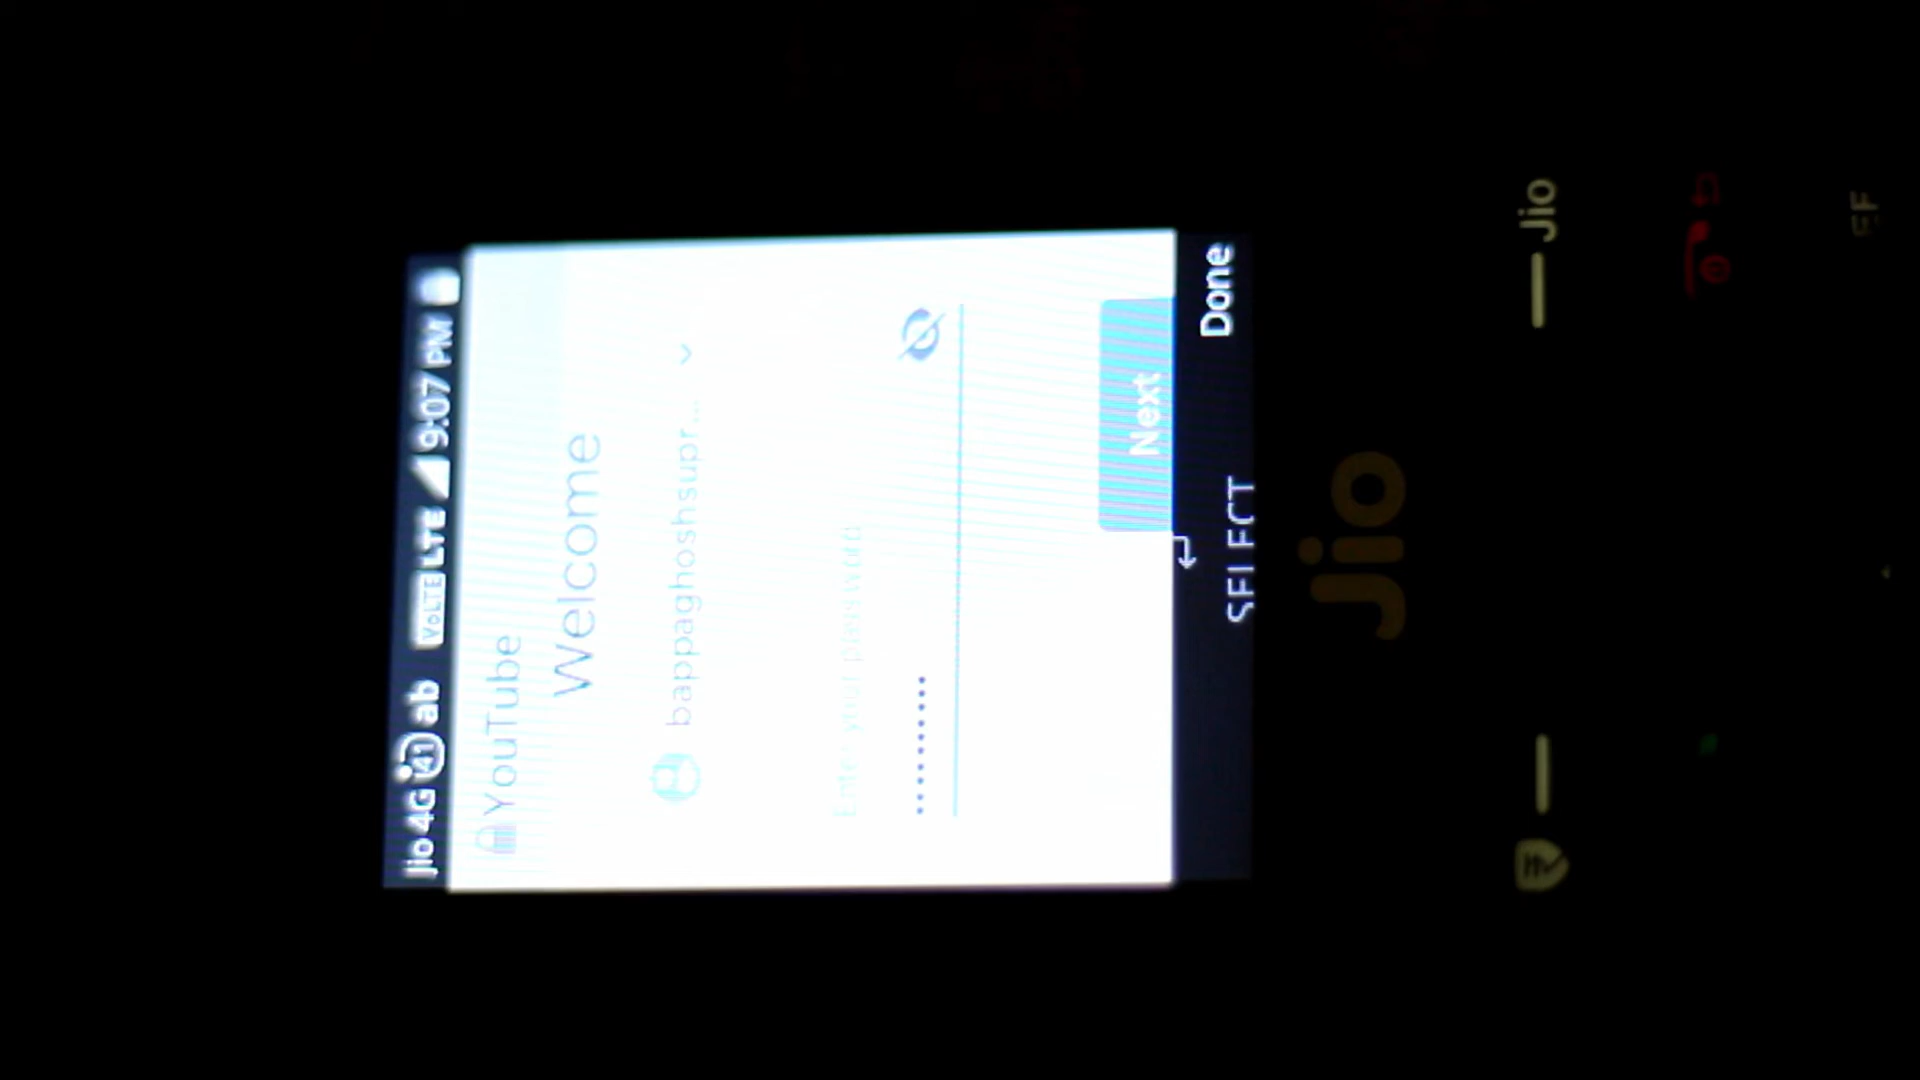 Jio 4G 41 ab VoLTE LTE 9:07 PM
YouTube
Welcome
bappaghoshsupr...
Enter your password
••••••••••
Next
SELECT Done
Jio
Jio